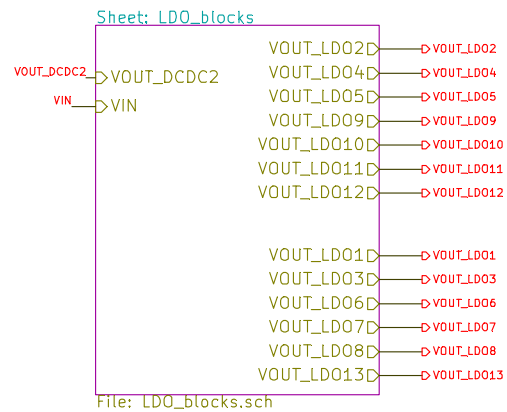 Sheet: LDO_blocks
VOUT_LDO2 VOUT_LDO2
VOUT_LDO4 VOUT_LDO4
VOUT_DCDC2 VOUT_DCDC2
VOUT_LDO5 VOUT_LDO5
VIN VIN
VOUT_LDO9 VOUT_LDO9
VOUT_LDO10 VOUT_LDO10
VOUT_LDO11 VOUT_LDO11
VOUT_LDO12 VOUT_LDO12
VOUT_LDO1 VOUT_LDO1
VOUT_LDO3 VOUT_LDO3
VOUT_LDO6 VOUT_LDO6
VOUT_LDO7 VOUT_LDO7
VOUT_LDO8 VOUT_LDO8
VOUT_LDO13 VOUT_LDO13
File: LDO_blocks.sch